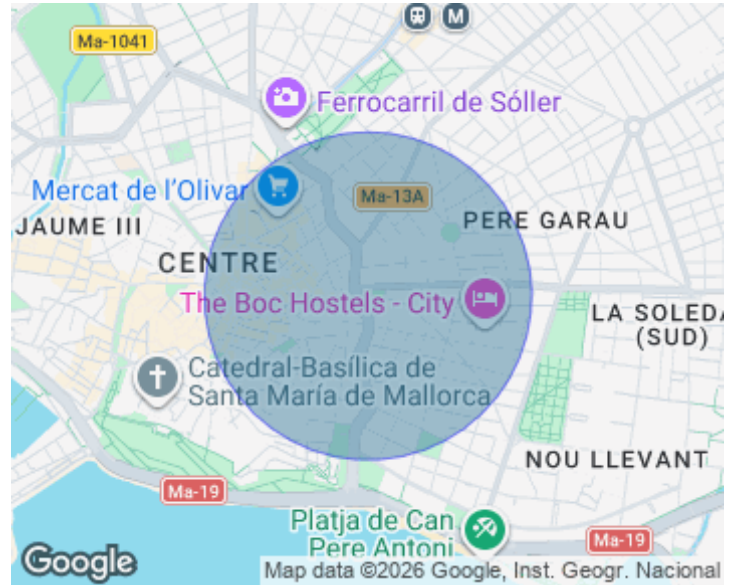 M
Ma-1041
Ferrocarril de Sóller
Mercat de l'Olivar
Ma-13A
JAUME III
PERE GARAU
CENTRE
The Boc Hostels - City
LA SOLEDA
(SUD)
Catedral-Basílica de
Santa María de Mallorca
NOU LLEVANT
Ma-19
Platja de Can
Pere Antoni
Ma-19
Google
Map data ©2026 Google, Inst. Geogr. Nacional